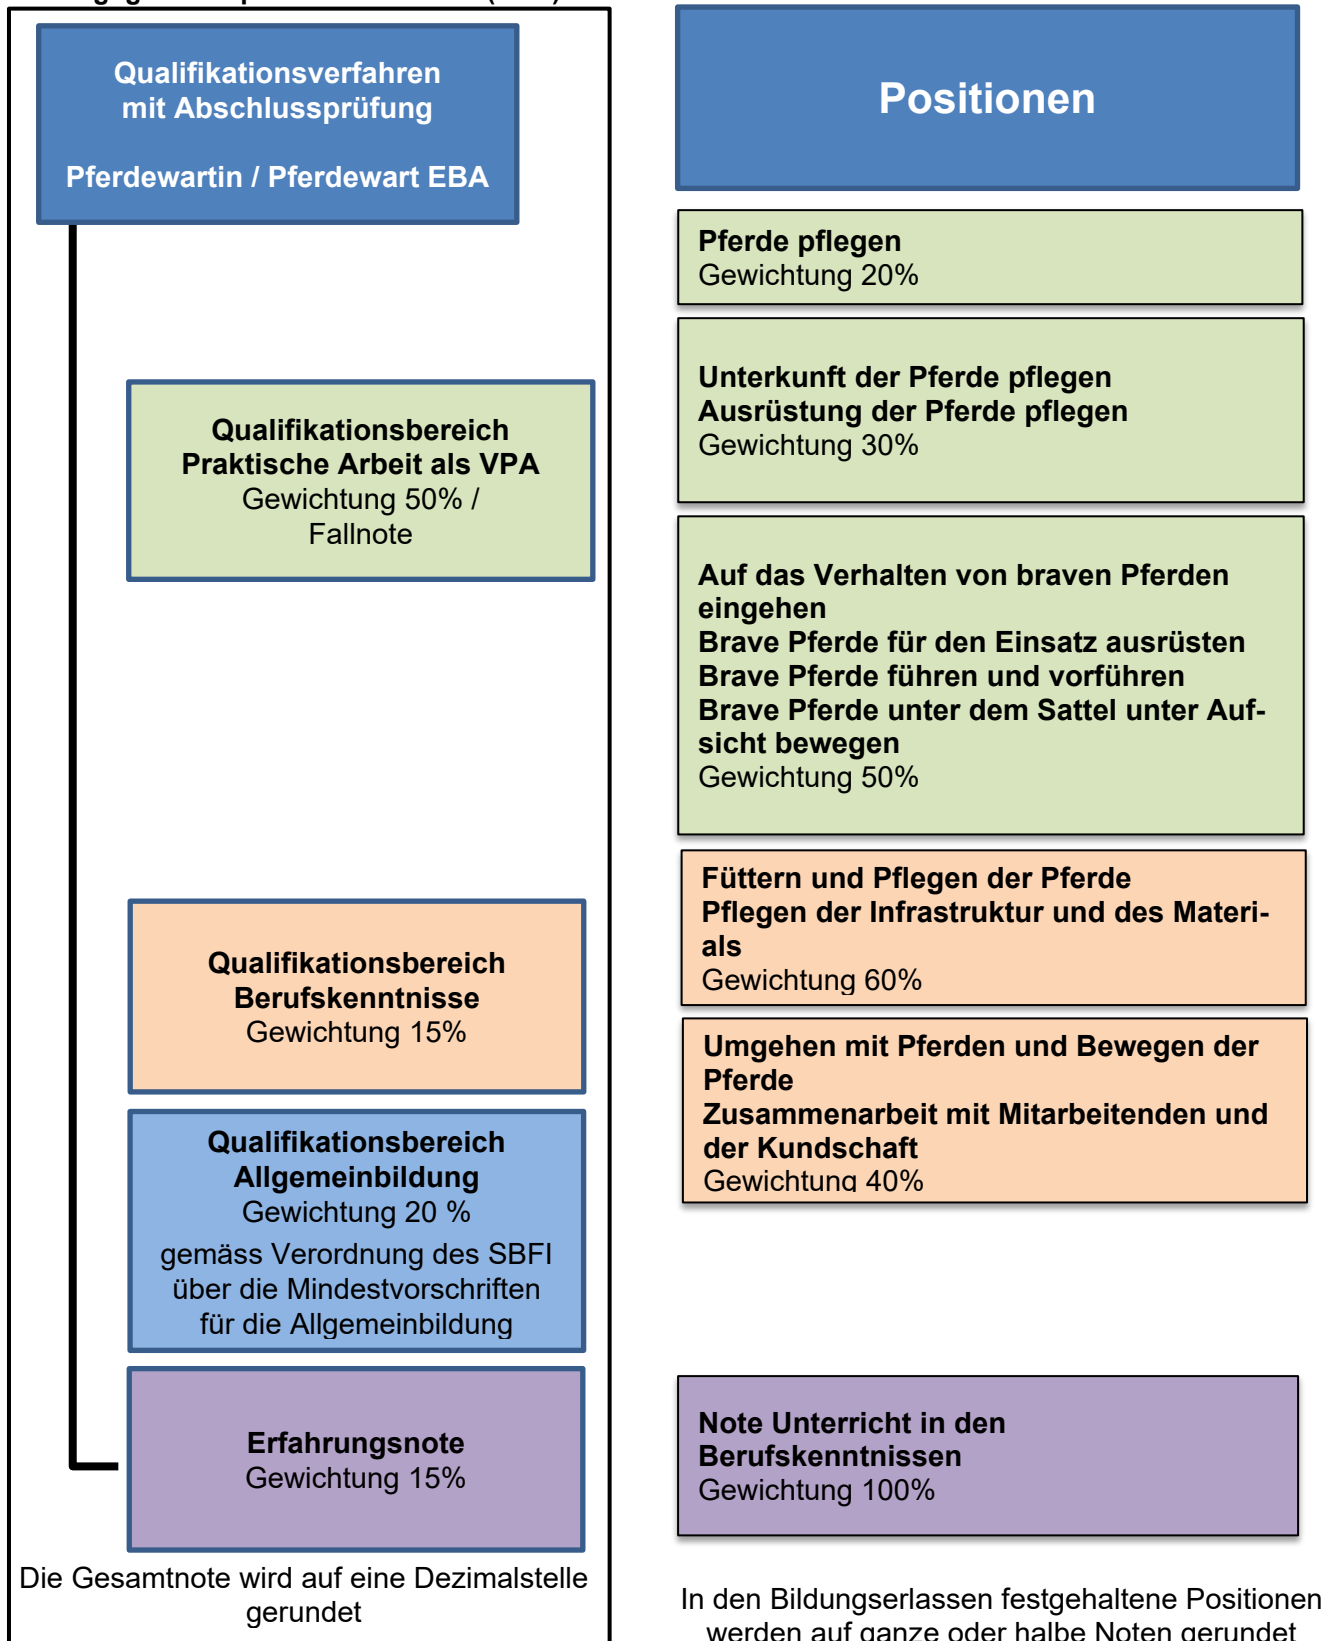 Qualifikationsverfahren
mit Abschlussprüfung
Pferdewartin / Pferdewart EBA
Positionen
Pferde pflegen
Gewichtung 20%
Unterkunft der Pferde pflegen
Ausrüstung der Pferde pflegen
Gewichtung 30%
Qualifikationsbereich
Praktische Arbeit als VPA
Gewichtung 50% /
Fallnote
Auf das Verhalten von braven Pferden
eingehen
Brave Pferde für den Einsatz ausrüsten
Brave Pferde führen und vorführen
Brave Pferde unter dem Sattel unter Auf-
sicht bewegen
Gewichtung 50%
Füttern und Pflegen der Pferde
Pflegen der Infrastruktur und des Materi-
als
Gewichtung 60%
Qualifikationsbereich
Berufskenntnisse
Gewichtung 15%
Umgehen mit Pferden und Bewegen der
Pferde
Zusammenarbeit mit Mitarbeitenden und
der Kundschaft
Gewichtung 40%
Qualifikationsbereich
Allgemeinbildung
Gewichtung 20 %
gemäss Verordnung des SBFI
über die Mindestvorschriften
für die Allgemeinbildung
Erfahrungsnote
Gewichtung 15%
Note Unterricht in den
Berufskenntnissen
Gewichtung 100%
Die Gesamtnote wird auf eine Dezimalstelle
gerundet
In den Bildungserlassen festgehaltene Positionen
werden auf ganze oder halbe Noten gerundet